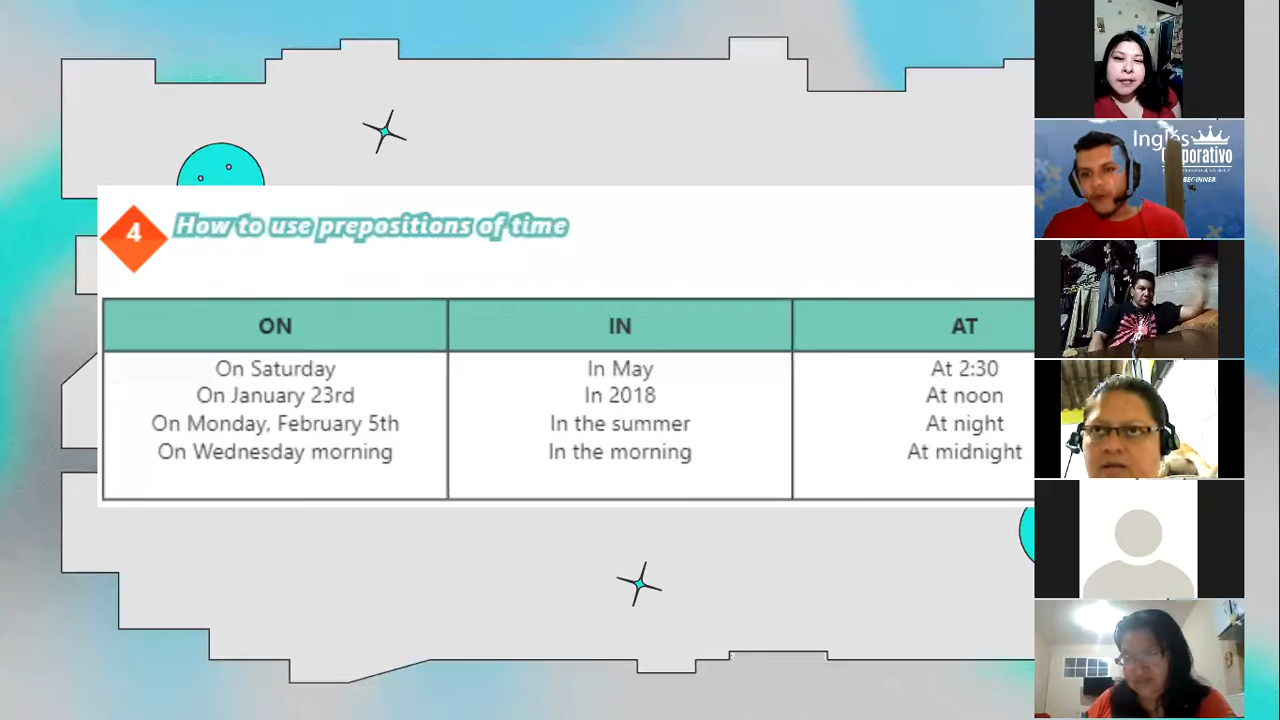 4
How to use prepositions of time
ON IN AT
On Saturday In May At 2:30
On January 23rd In 2018 At noon
On Monday, February 5th In the summer At night
On Wednesday morning In the morning At midnight
Inglés
BEGINNER